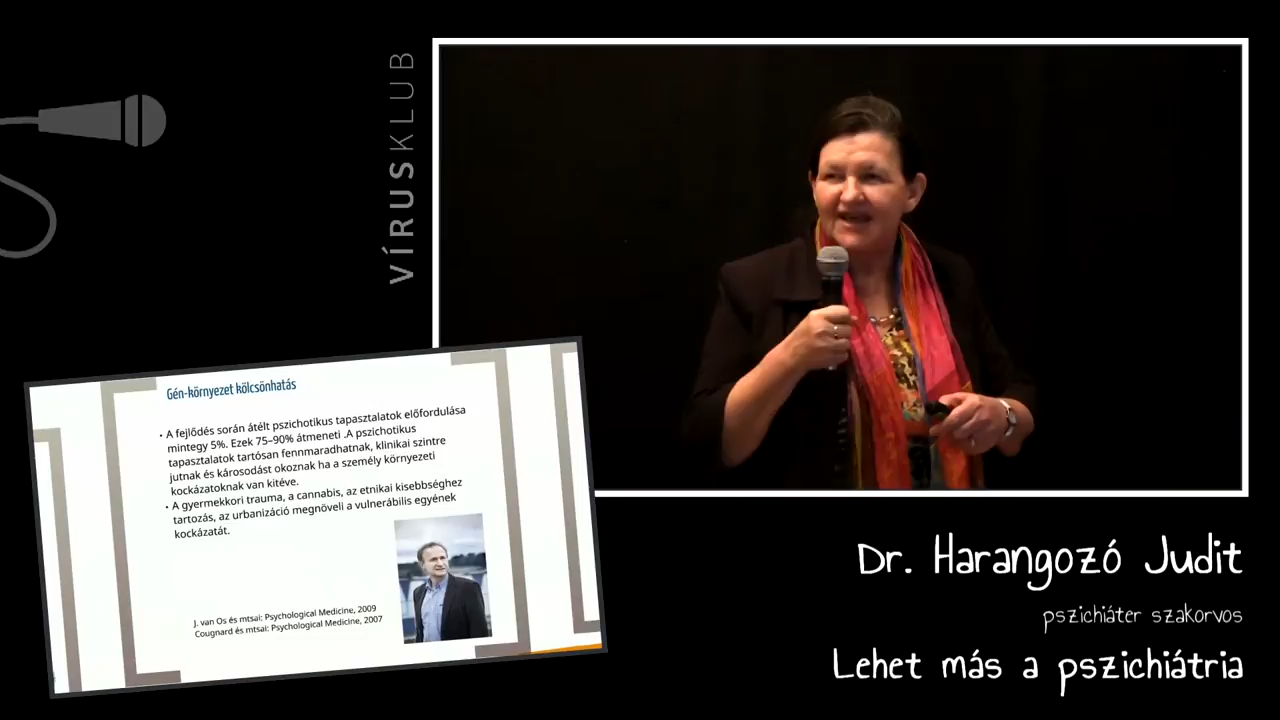 VÍRUSKLUB
Gén-környezet kölcsönhatás
• A fejlődés során átélt pszichotikus tapasztalatok előfordulása
mintegy 5%. Ezek 75–90% átmeneti .A pszichotikus
tapasztalatok tartósan fennmaradhatnak, klinikai szintre
jutnak és károsodást okoznak ha a személy környezeti
kockázatoknak van kitéve.
• A gyermekkori trauma, a cannabis, az etnikai kisebbséghez
tartozás, az urbanizáció megnöveli a vulnerábilis egyének
kockázatát.
J. van Os és mtsai: Psychological Medicine, 2009
Cougnard és mtsai: Psychological Medicine, 2007
Dr. Harangozó Judit
pszichiáter szakorvos
Lehet más a pszichiátria